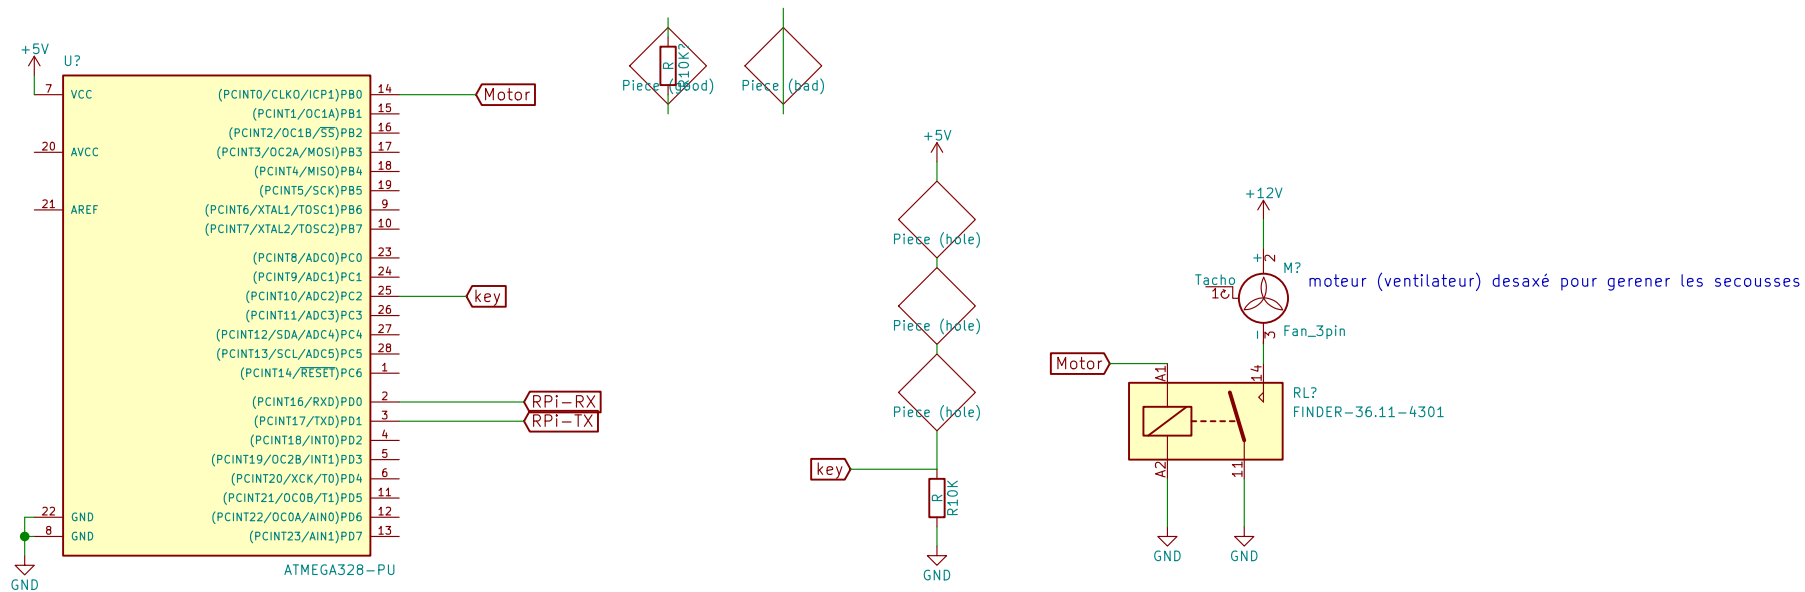 +5V
U?
7 VCC
20 AVCC
21 AREF
22 GND
8 GND
GND
(PCINT0/CLKO/ICP1)PB0 14 Motor
(PCINT1/OC1A)PB1 15
(PCINT2/OC1B/SS)PB2 16
(PCINT3/OC2A/MOSI)PB3 17
(PCINT4/MISO)PB4 18
(PCINT5/SCK)PB5 19
(PCINT6/XTAL1/TOSC1)PB6 9
(PCINT7/XTAL2/TOSC2)PB7 10
(PCINT8/ADC0)PC0 23
(PCINT9/ADC1)PC1 24
(PCINT10/ADC2)PC2 25 key
(PCINT11/ADC3)PC3 26
(PCINT12/SDA/ADC4)PC4 27
(PCINT13/SCL/ADC5)PC5 28
(PCINT14/RESET)PC6 1
(PCINT16/RXD)PD0 2 RPi-RX
(PCINT17/TXD)PD1 3 RPi-TX
(PCINT18/INT0)PD2 4
(PCINT19/OC2B/INT1)PD3 5
(PCINT20/XCK/T0)PD4 6
(PCINT21/OC0B/T1)PD5 11
(PCINT22/OC0A/AIN0)PD6 12
(PCINT23/AIN1)PD7 13
ATMEGA328-PU
R
R10K?
Piece (good)
Piece (bad)
+5V
Piece (hole)
Piece (hole)
Piece (hole)
key
R
R10K
GND
+12V
+ 2
M?
Tacho
1
moteur (ventilateur) desaxé pour gerener les secousses
Fan_3pin
- 3
Motor
A1
14
RL?
FINDER-36.11-4301
A2
11
GND
GND